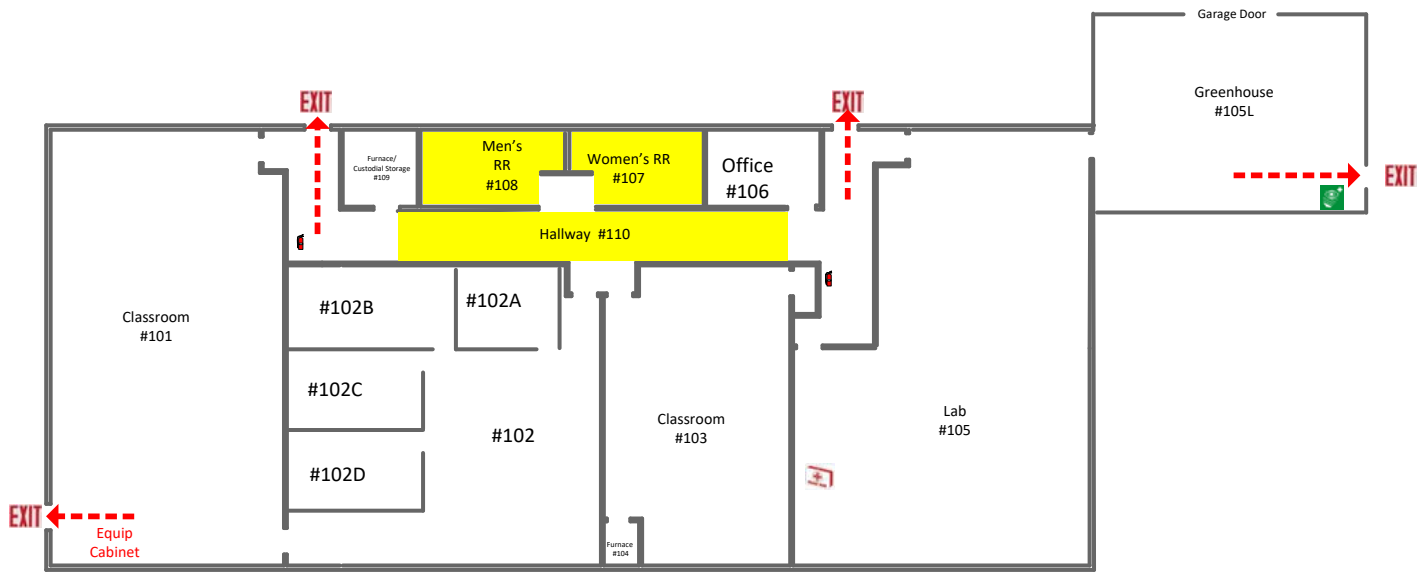 Garage Door
Greenhouse
#105L
EXIT
EXIT
EXIT
Men's
RR
#108
Women's RR
#107
Office
#106
Furnace/
Custodial Storage
#109
Hallway #110
#102B
#102A
Classroom
#101
#102C
#102
#102D
Classroom
#103
Lab
#105
EXIT
Equip
Cabinet
Furnace
#104